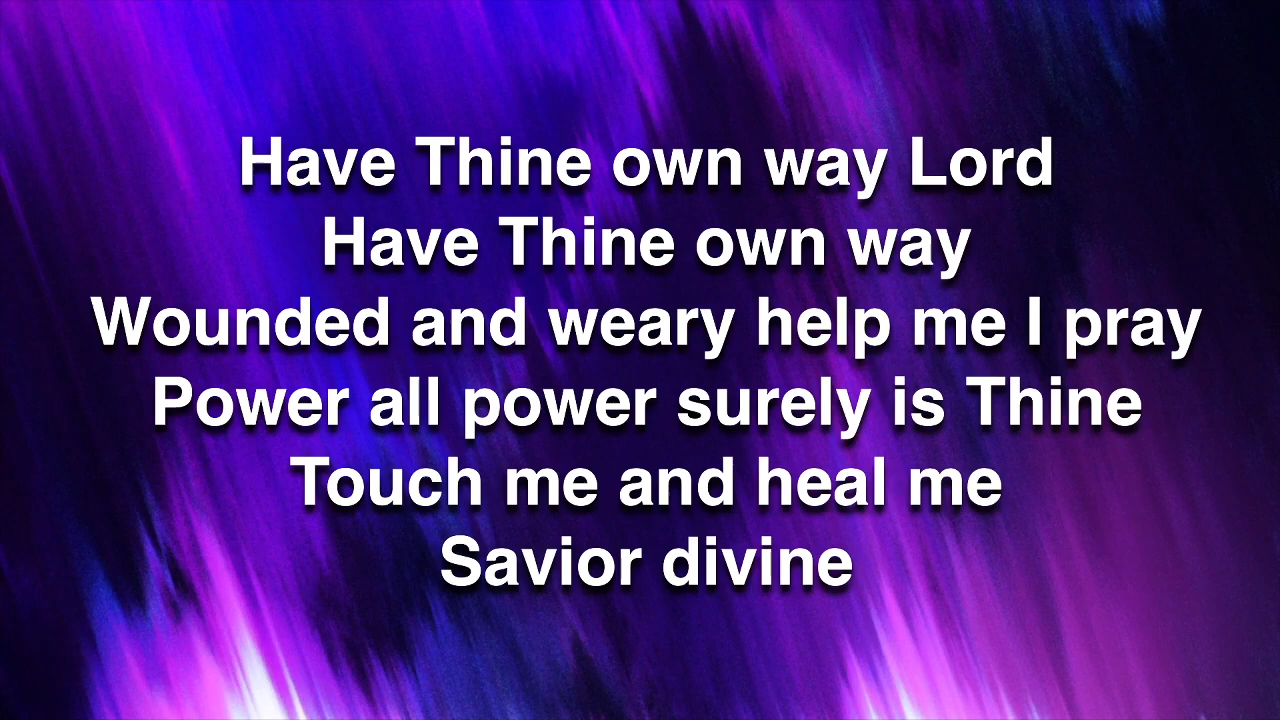 Have Thine own way Lord
Have Thine own way
Wounded and weary help me I pray
Power all power surely is Thine
Touch me and heal me
Savior divine